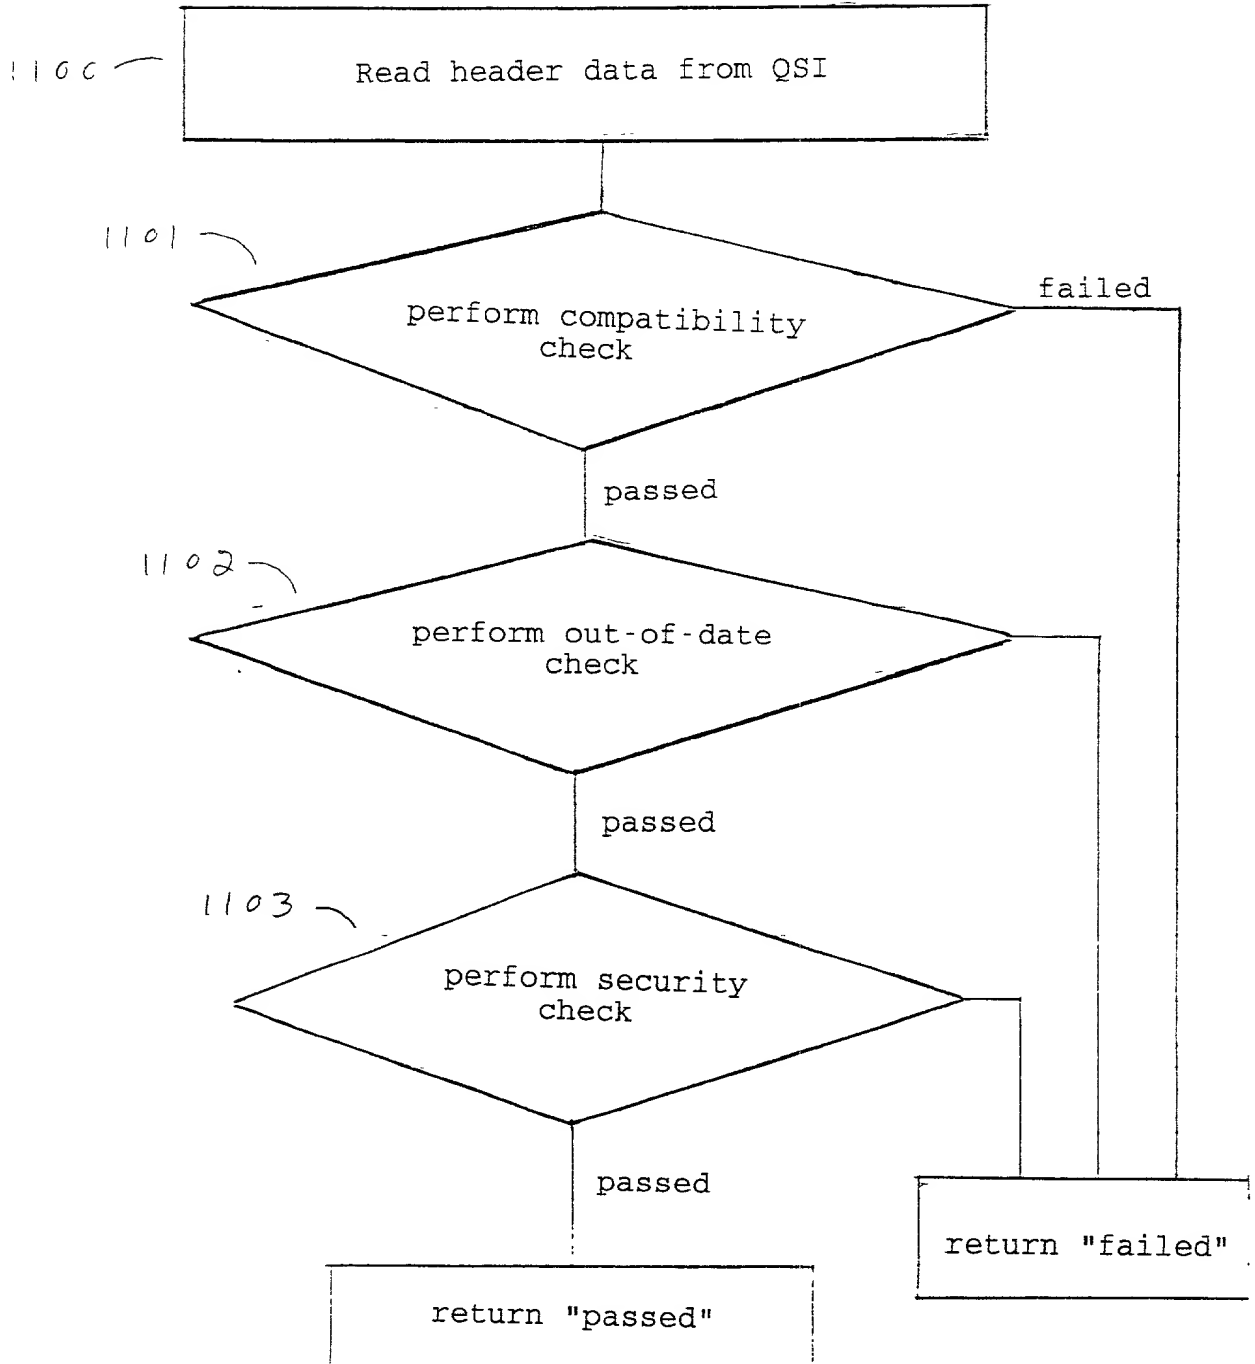 1100
Read header data from QSI
1101
failed
perform compatibility
check
passed
1102
perform out-of-date
check
passed
1103
perform security
check
passed
return "failed"
return "passed"